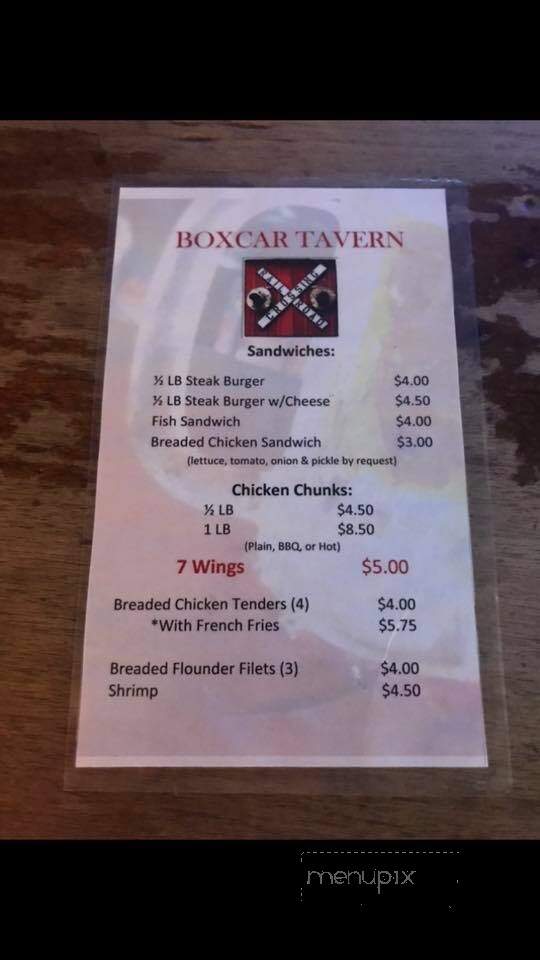 BOXCAR TAVERN
RAIL ROAD
CROSSING
Sandwiches:
½ LB Steak Burger $4.00
½ LB Steak Burger w/Cheese $4.50
Fish Sandwich $4.00
Breaded Chicken Sandwich $3.00
(lettuce, tomato, onion & pickle by request)
Chicken Chunks:
½ LB $4.50
1 LB $8.50
(Plain, BBQ, or Hot)
7 Wings $5.00
Breaded Chicken Tenders (4) $4.00
*With French Fries $5.75
Breaded Flounder Filets (3) $4.00
Shrimp $4.50
menupix